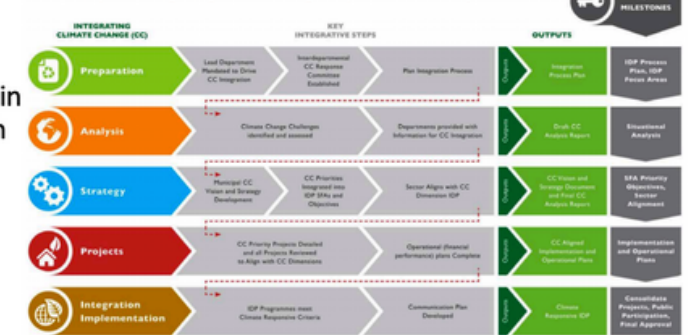 MILESTONES
INTEGRATING
CLIMATE CHANGE (CC)
KEY
INTEGRATIVE STEPS
OUTPUTS
in
Preparation
Lead Department
Mandated to Drive
CC Integration
Interdepartmental
CC Response
Committee
Established
Plan Integration Process
Outputs
Integration
Process Plan
IDP Process
Plan, IDP
Focus Areas
Analysis
Climate Change Challenges
identified and assessed
Departments provided with
Information for CC Integration
Outputs
Draft CC
Analysis Report
Situational
Analysis
Strategy
Municipal CC
Vision and Strategy
Development
CC Priorities
Integrated into
IDP SFAs and
Objectives
Sector Aligns with CC
Dimension IDP
Outputs
CC Vision and
Strategy Document
and Final CC
Analysis Report
SFA Priority
Objectives,
Sector
Alignment
Projects
CC Priority Projects Detailed
and all Projects Reviewed
to Align with CC Dimensions
Operational (financial
performance) plans Complete
Outputs
CC Aligned
Implementation and
Operational Plans
Implementation
and Operational
Plans
Integration
Implementation
IDP Programmes meet
Climate Responsive Criteria
Communication Plan
Developed
Outputs
Climate
Responsive IDP
Consolidate
Projects, Public
Participation,
Final Approval